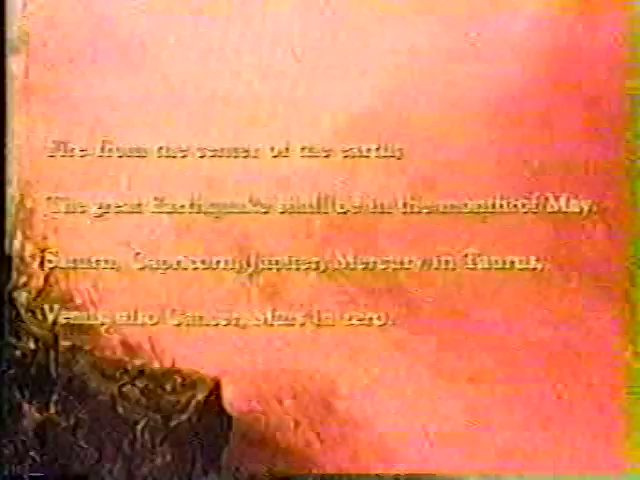 Fire from the center of the earth;
The great Earthquake shall be in the month of May.
Saturn, Capricorn, Jupiter, Mercury in Taurus,
Venus, also Cancer, Mars in zero.